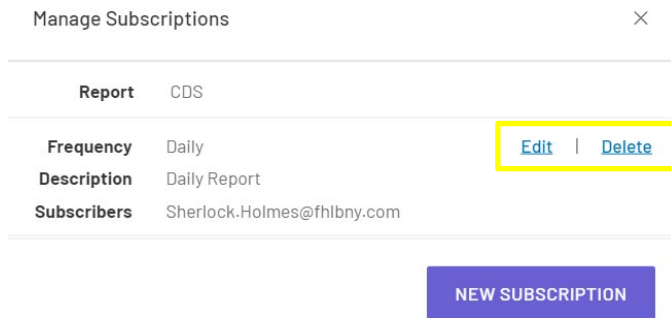 Manage Subscriptions ×
Report CDS
Frequency Daily Edit | Delete
Description Daily Report
Subscribers Sherlock.Holmes@fhlbny.com
NEW SUBSCRIPTION